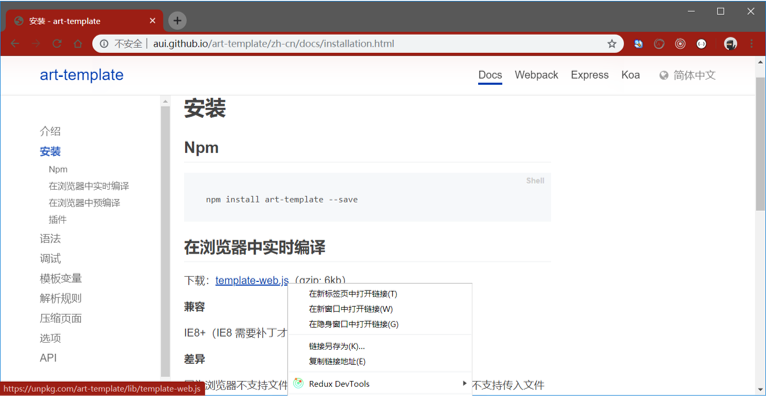 安装 - art-template
不安全 | aui.github.io/art-template/zh-cn/docs/installation.html
art-template
Docs
Webpack
Express
Koa
简体中文
介绍
安装
Npm
在浏览器中实时编译
在浏览器中预编译
插件
语法
调试
模板变量
解析规则
压缩页面
选项
API
安装
Npm
Shell
npm install art-template --save
在浏览器中实时编译
下载：template-web.js（gzip: 6kb）
兼容
IE8+（IE8 需要补丁才
差异
浏览器不支持文件
不支持传入文件
在新标签页中打开链接(T)
在新窗口中打开链接(W)
在隐身窗口中打开链接(G)
链接另存为(K)...
复制链接地址(E)
Redux DevTools
https://unpkg.com/art-template/lib/template-web.js